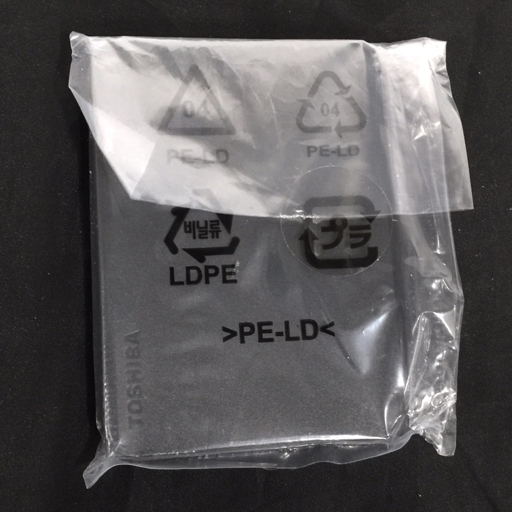 04 04
PE-LD PE-LD
비닐류 プラ
LDPE
>PE-LD<
TOSHIBA